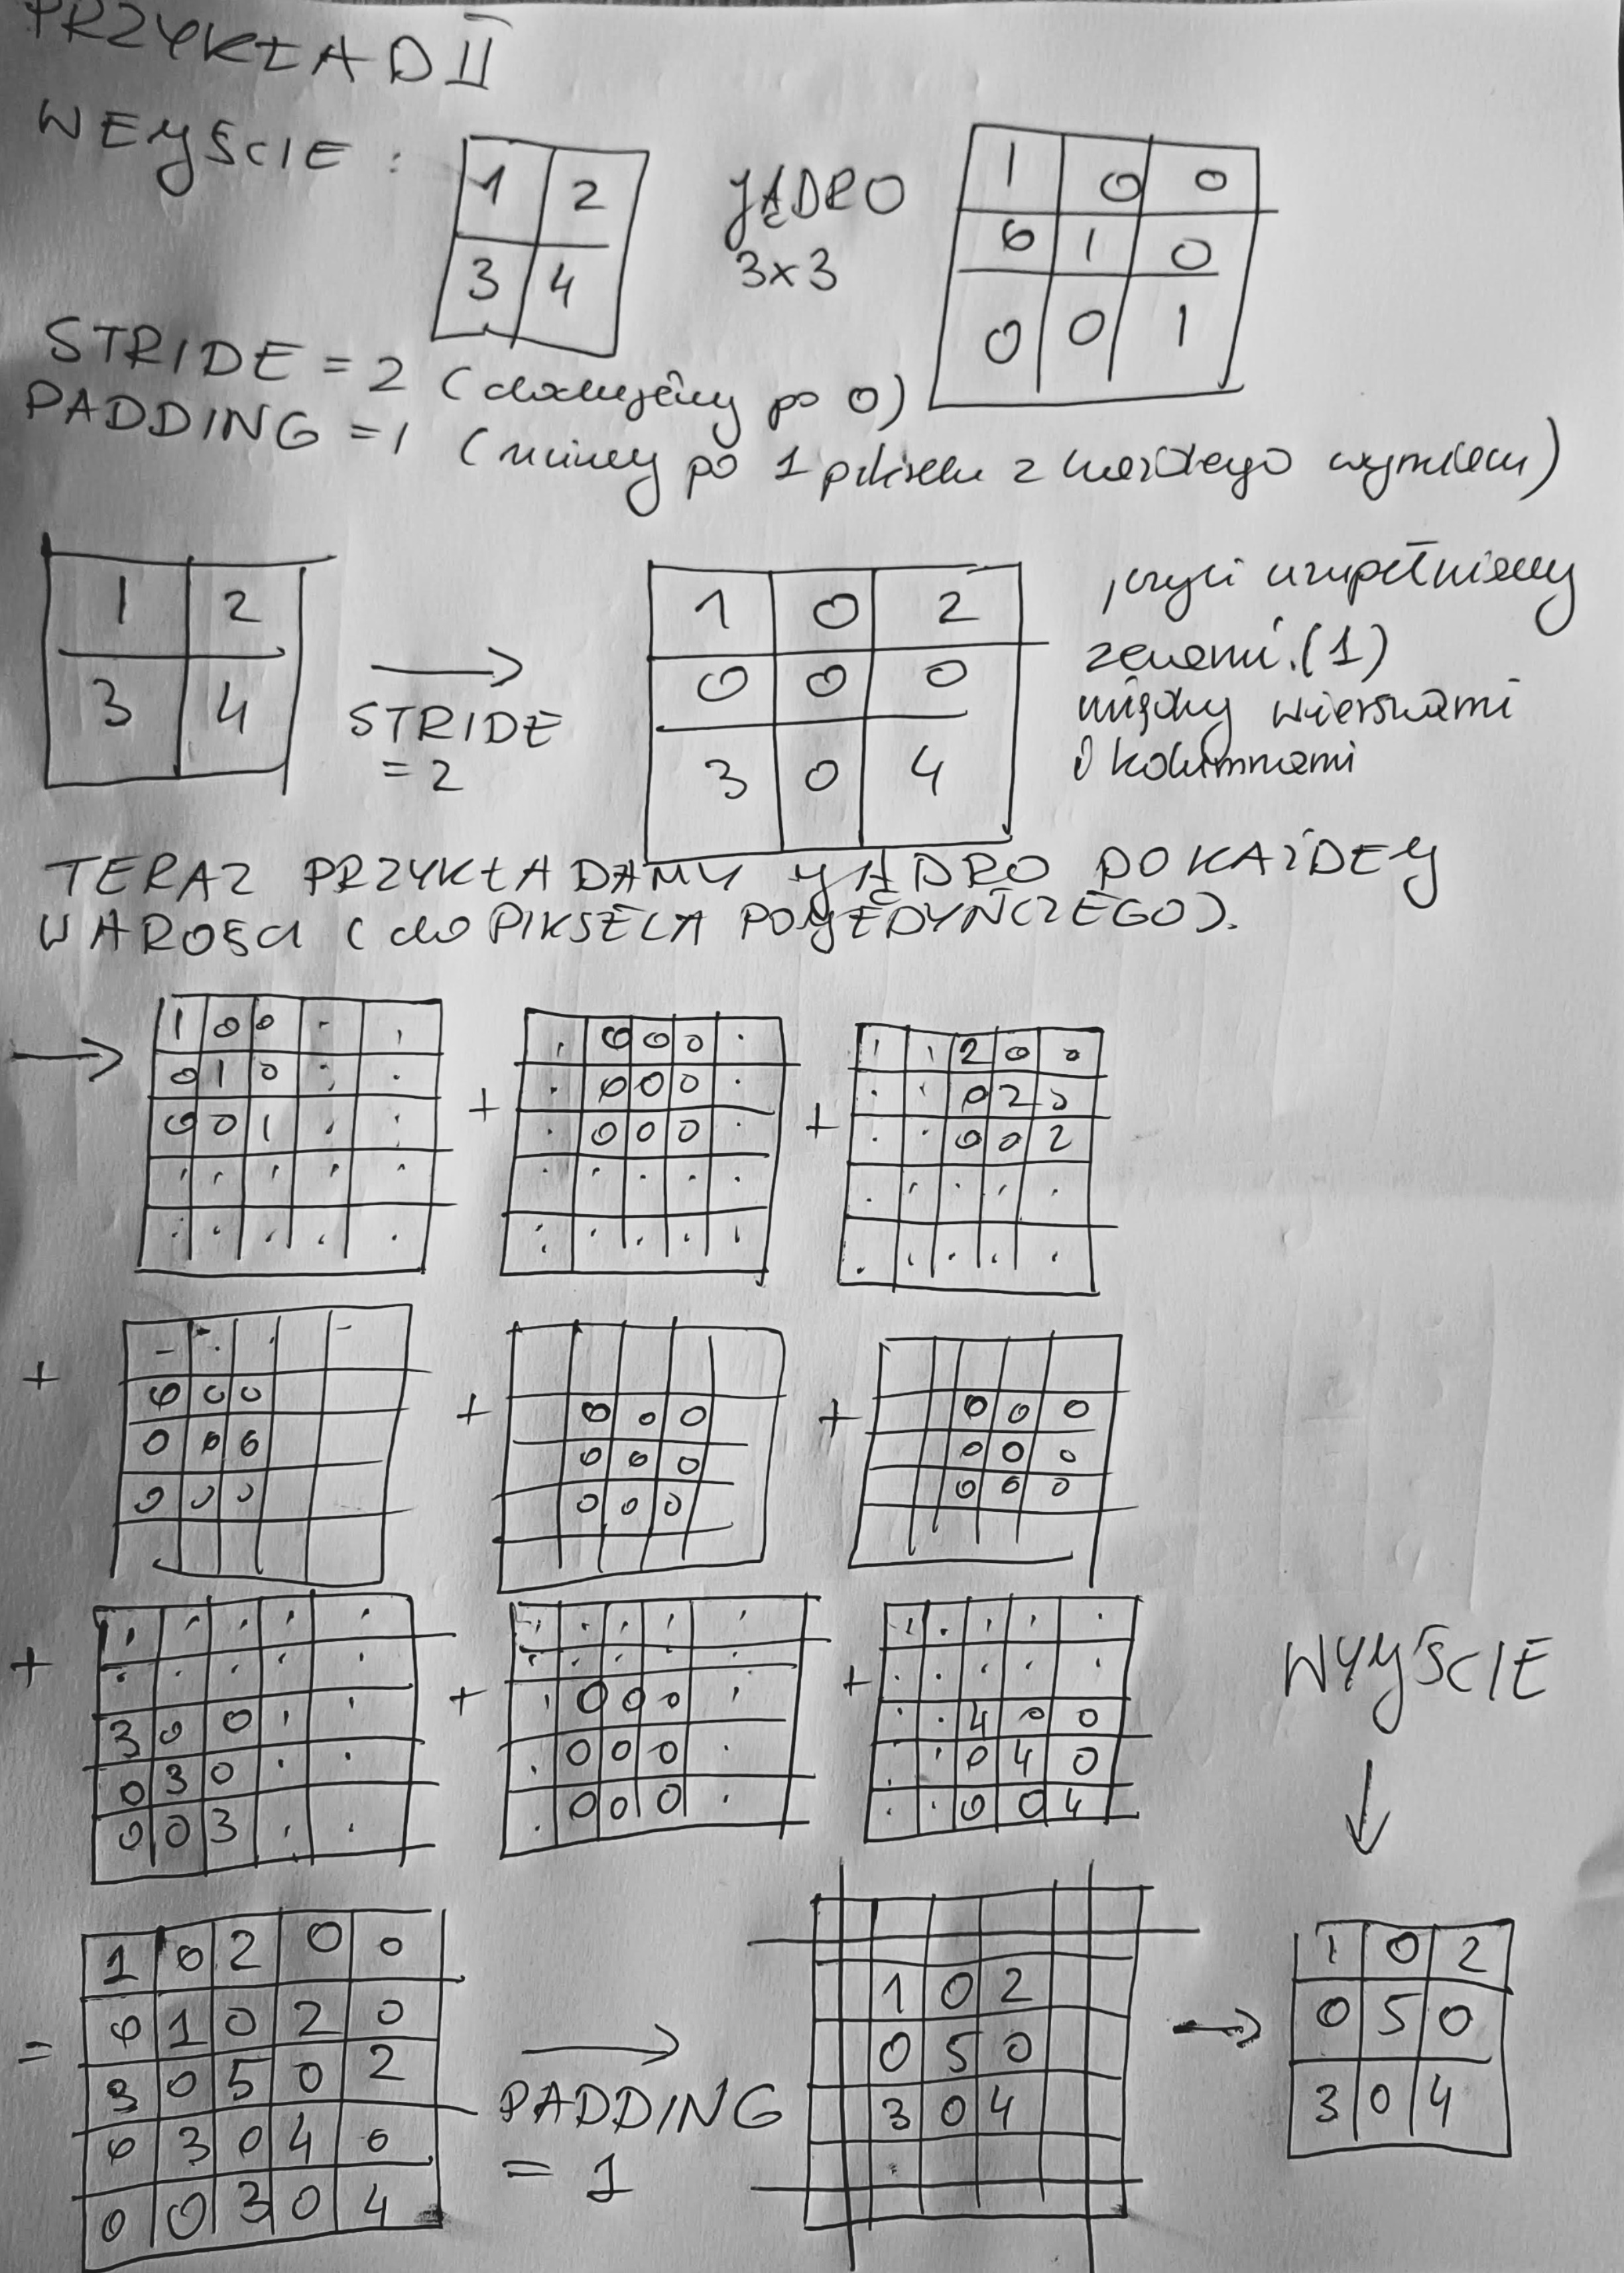 PRZYKŁAD II
WEJŚCIE :
1 2
3 4
JĄDRO
3x3
1 0 0
0 1 0
0 0 1
STRIDE = 2 (dodajemy po 0)
PADDING = 1 (tniemy po 1 pikselu z każdego wymiaru)
1 2
3 4
STRIDE
= 2
1 0 2
0 0 0
3 0 4
, czyli uzupełniamy
zerami (1)
między wierszami
i kolumnami
TERAZ PRZYKŁADAMY JĄDRO DO KAŻDEJ
WAROŚCI (do PIKSELA POJEDYŃCZEGO).
1 0 0 . .
0 1 0 . .
0 0 1 . .
. . . . .
. . . . .
+
. 0 0 0 .
. 0 0 0 .
. 0 0 0 .
. . . . .
. . . . .
+
. . 2 0 0
. . 0 2 0
. . 0 0 2
. . . . .
. . . . .
+
0 0 0
0 0 0
0 0 0
+
0 0 0
0 0 0
0 0 0
+
0 0 0
0 0 0
0 0 0
+
. . . . .
. . . . .
3 0 0 . .
0 3 0 . .
0 0 3 . .
+
. . . . .
. . . . .
. 0 0 0 .
. 0 0 0 .
. 0 0 0 .
+
. . . . .
. . . . .
. . 4 0 0
. . 0 4 0
. . 0 0 4
WYJŚCIE
=
1 0 2 0 0
0 1 0 2 0
3 0 5 0 2
0 3 0 4 0
0 0 3 0 4
PADDING
= 1
1 0 2
0 5 0
3 0 4
1 0 2
0 5 0
3 0 4